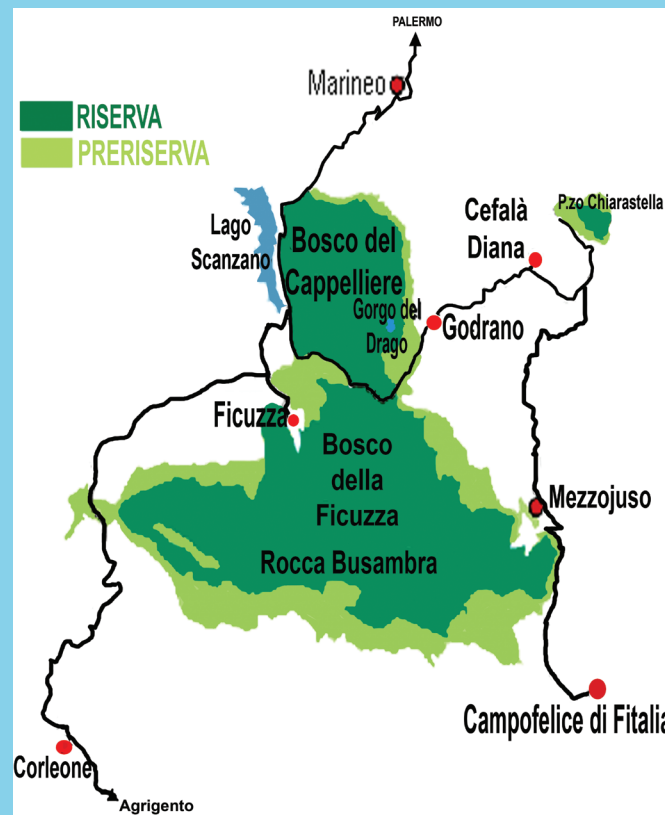 PALERMO
Marineo
RISERVA
PRERISERVA
P.zo Chiarastella
Lago
Scanzano
Bosco del
Cappelliere
Cefalà
Diana
Gorgo del
Drago
Godrano
Ficuzza
Bosco
della
Ficuzza
Mezzojuso
Rocca Busambra
Campofelice di Fitalia
Corleone
Agrigento